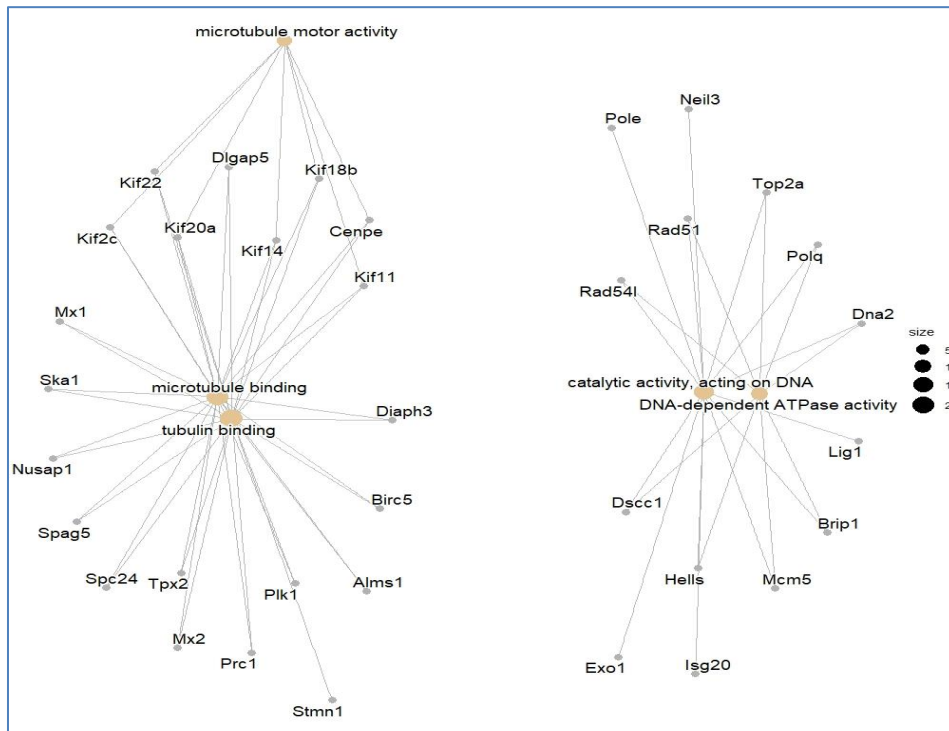 microtubule motor activity
Neil3
Pole
Dlgap5
Kif22
Kif18b
Top2a
Kif2c
Kif20a
Kif14
Cenpe
Rad51
Polq
Kif11
Rad54l
Mx1
Dna2
size
5
Ska1
microtubule binding
catalytic activity, acting on DNA
DNA-dependent ATPase activity
Diaph3
tubulin binding
Nusap1
Lig1
Birc5
Dscc1
Spag5
Brip1
Spc24
Tpx2
Plk1
Alms1
Hells
Mcm5
Mx2
Prc1
Exo1
Isg20
Stmn1